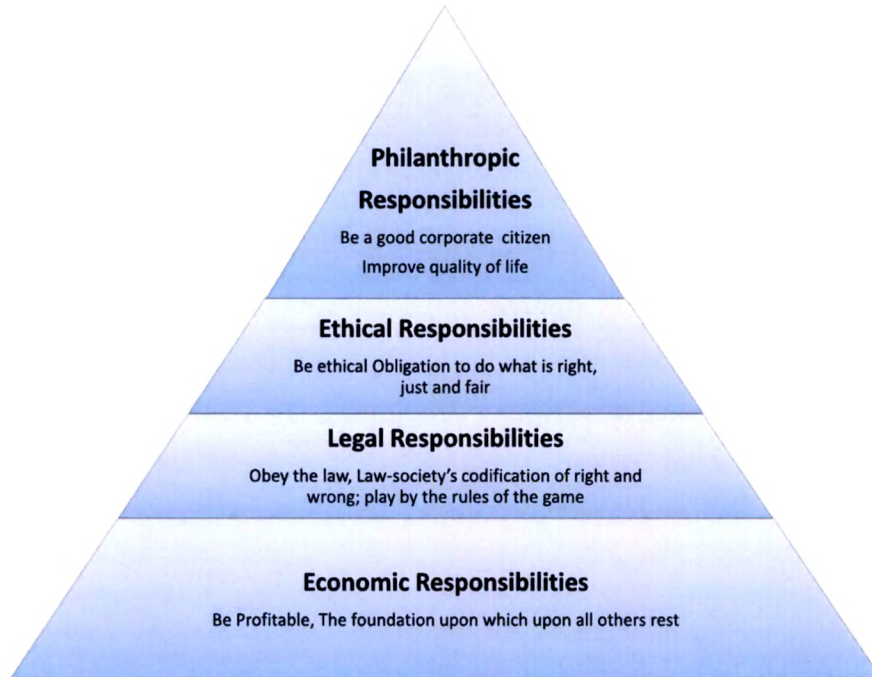 Philanthropic
Responsibilities
Be a good corporate citizen
Improve quality of life
Ethical Responsibilities
Be ethical Obligation to do what is right,
just and fair
Legal Responsibilities
Obey the law, Law-society's codification of right and
wrong; play by the rules of the game
Economic Responsibilities
Be Profitable, The foundation upon which upon all others rest